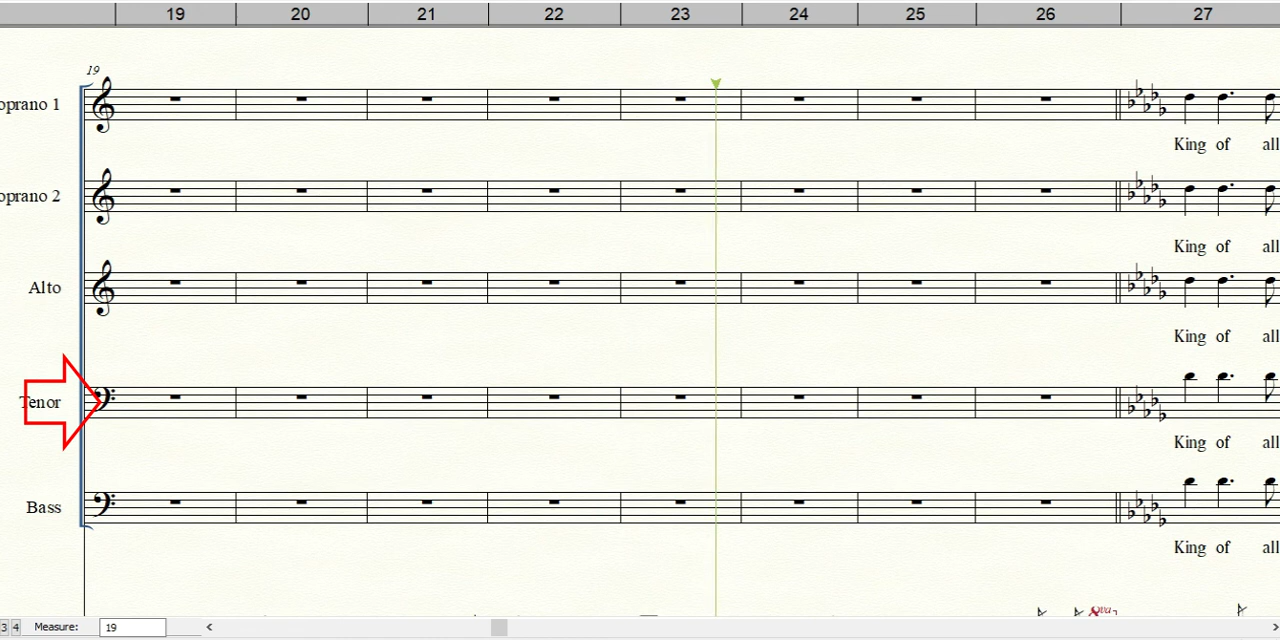 19 20 21 22 23 24 25 26 27
19
oprano 1
King of all
oprano 2
King of all
Alto
King of all
Tenor
King of all
Bass
King of all
8va
3 4 Measure: 19